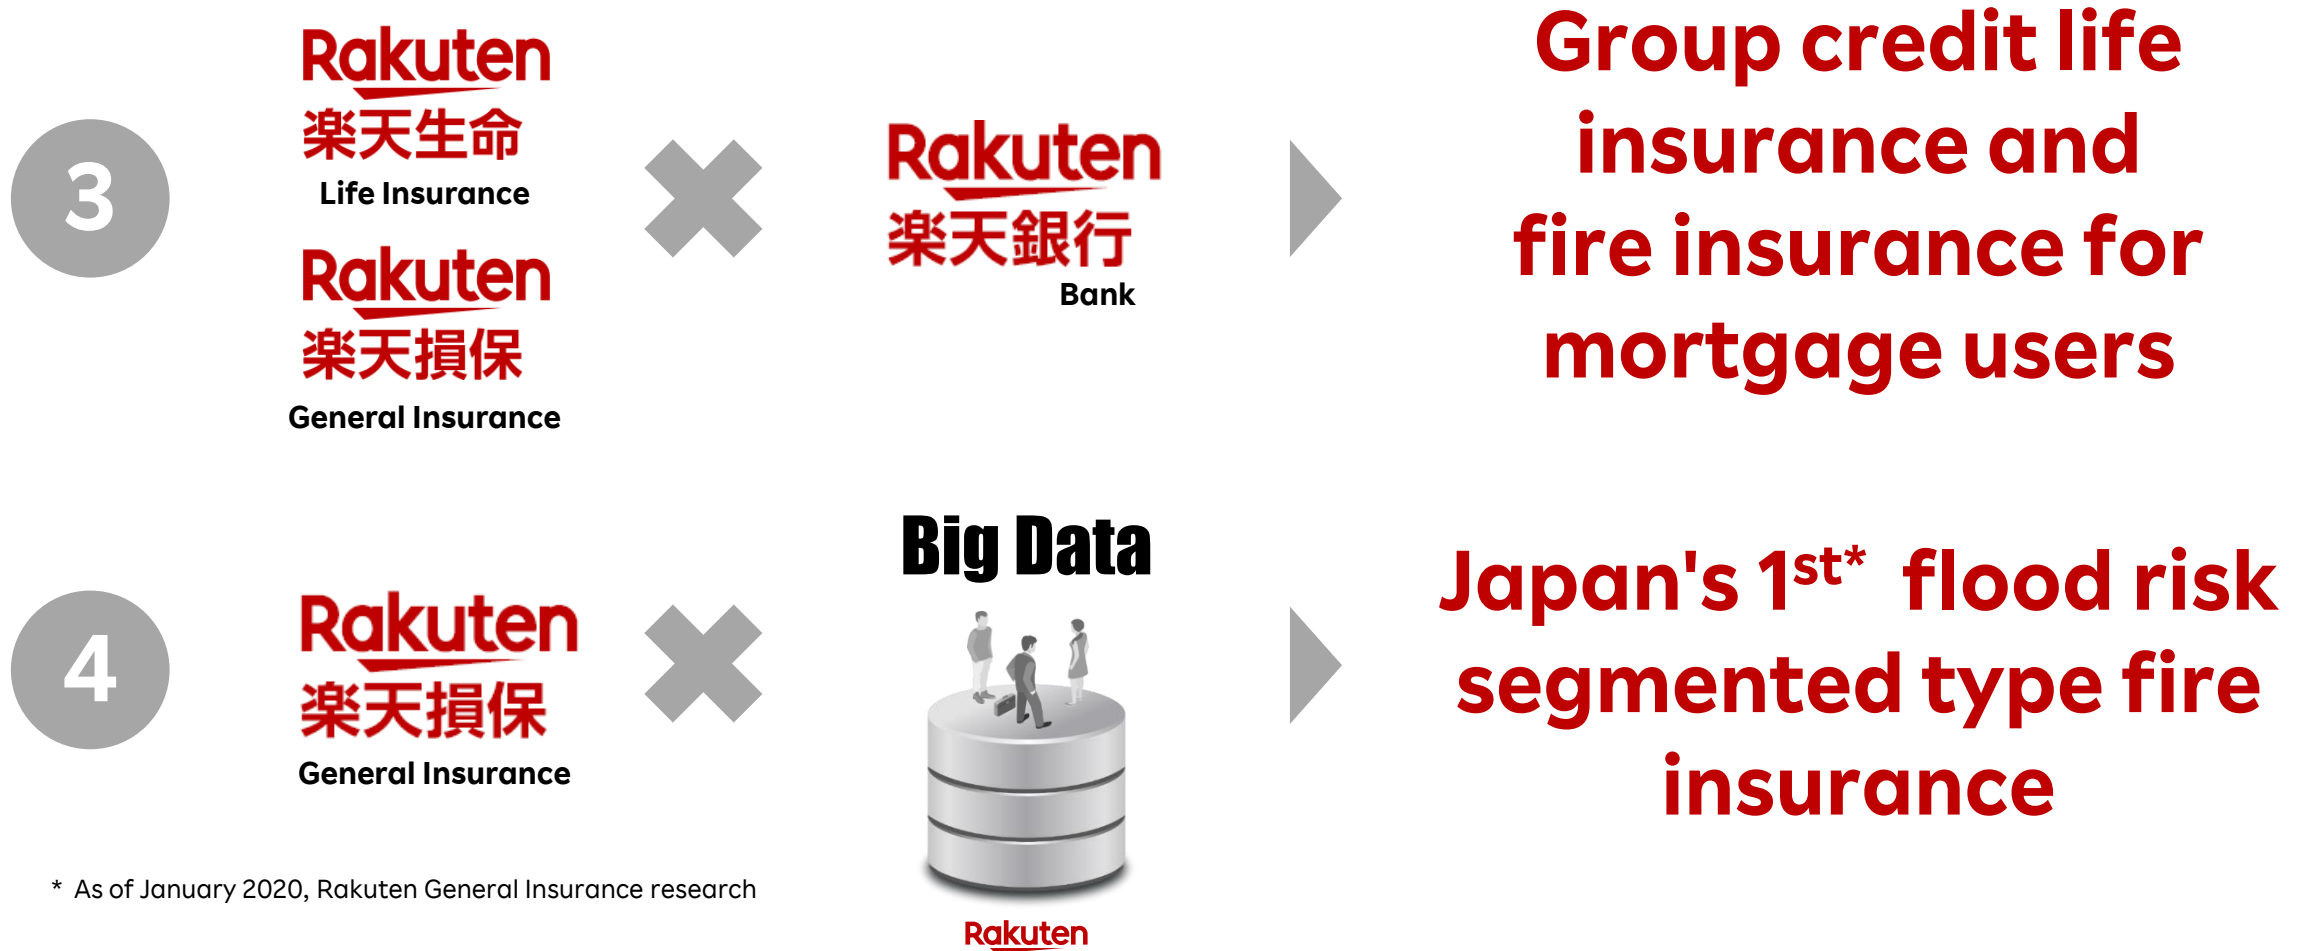 3
Rakuten
楽天生命
Life Insurance
Rakuten
楽天損保
General Insurance
Rakuten
楽天銀行
Bank
Group credit life
insurance and
fire insurance for
mortgage users
4
Rakuten
楽天損保
General Insurance
Big Data
Rakuten
Japan's 1st* flood risk
segmented type fire
insurance
* As of January 2020, Rakuten General Insurance research